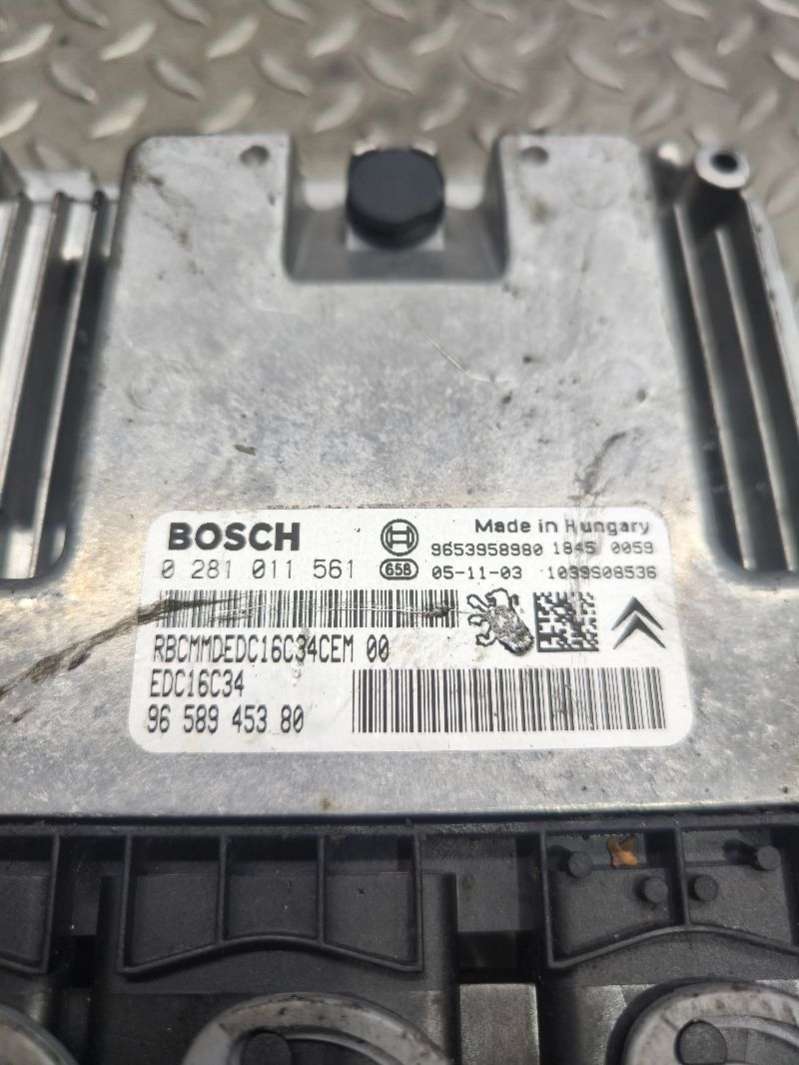 BOSCH
Made in Hungary
9653958980 1845 0059
0 281 011 561
658 05-11-03 1039S08536
RBCMMDEDC16C34CEM 00
EDC16C34
96 589 453 80